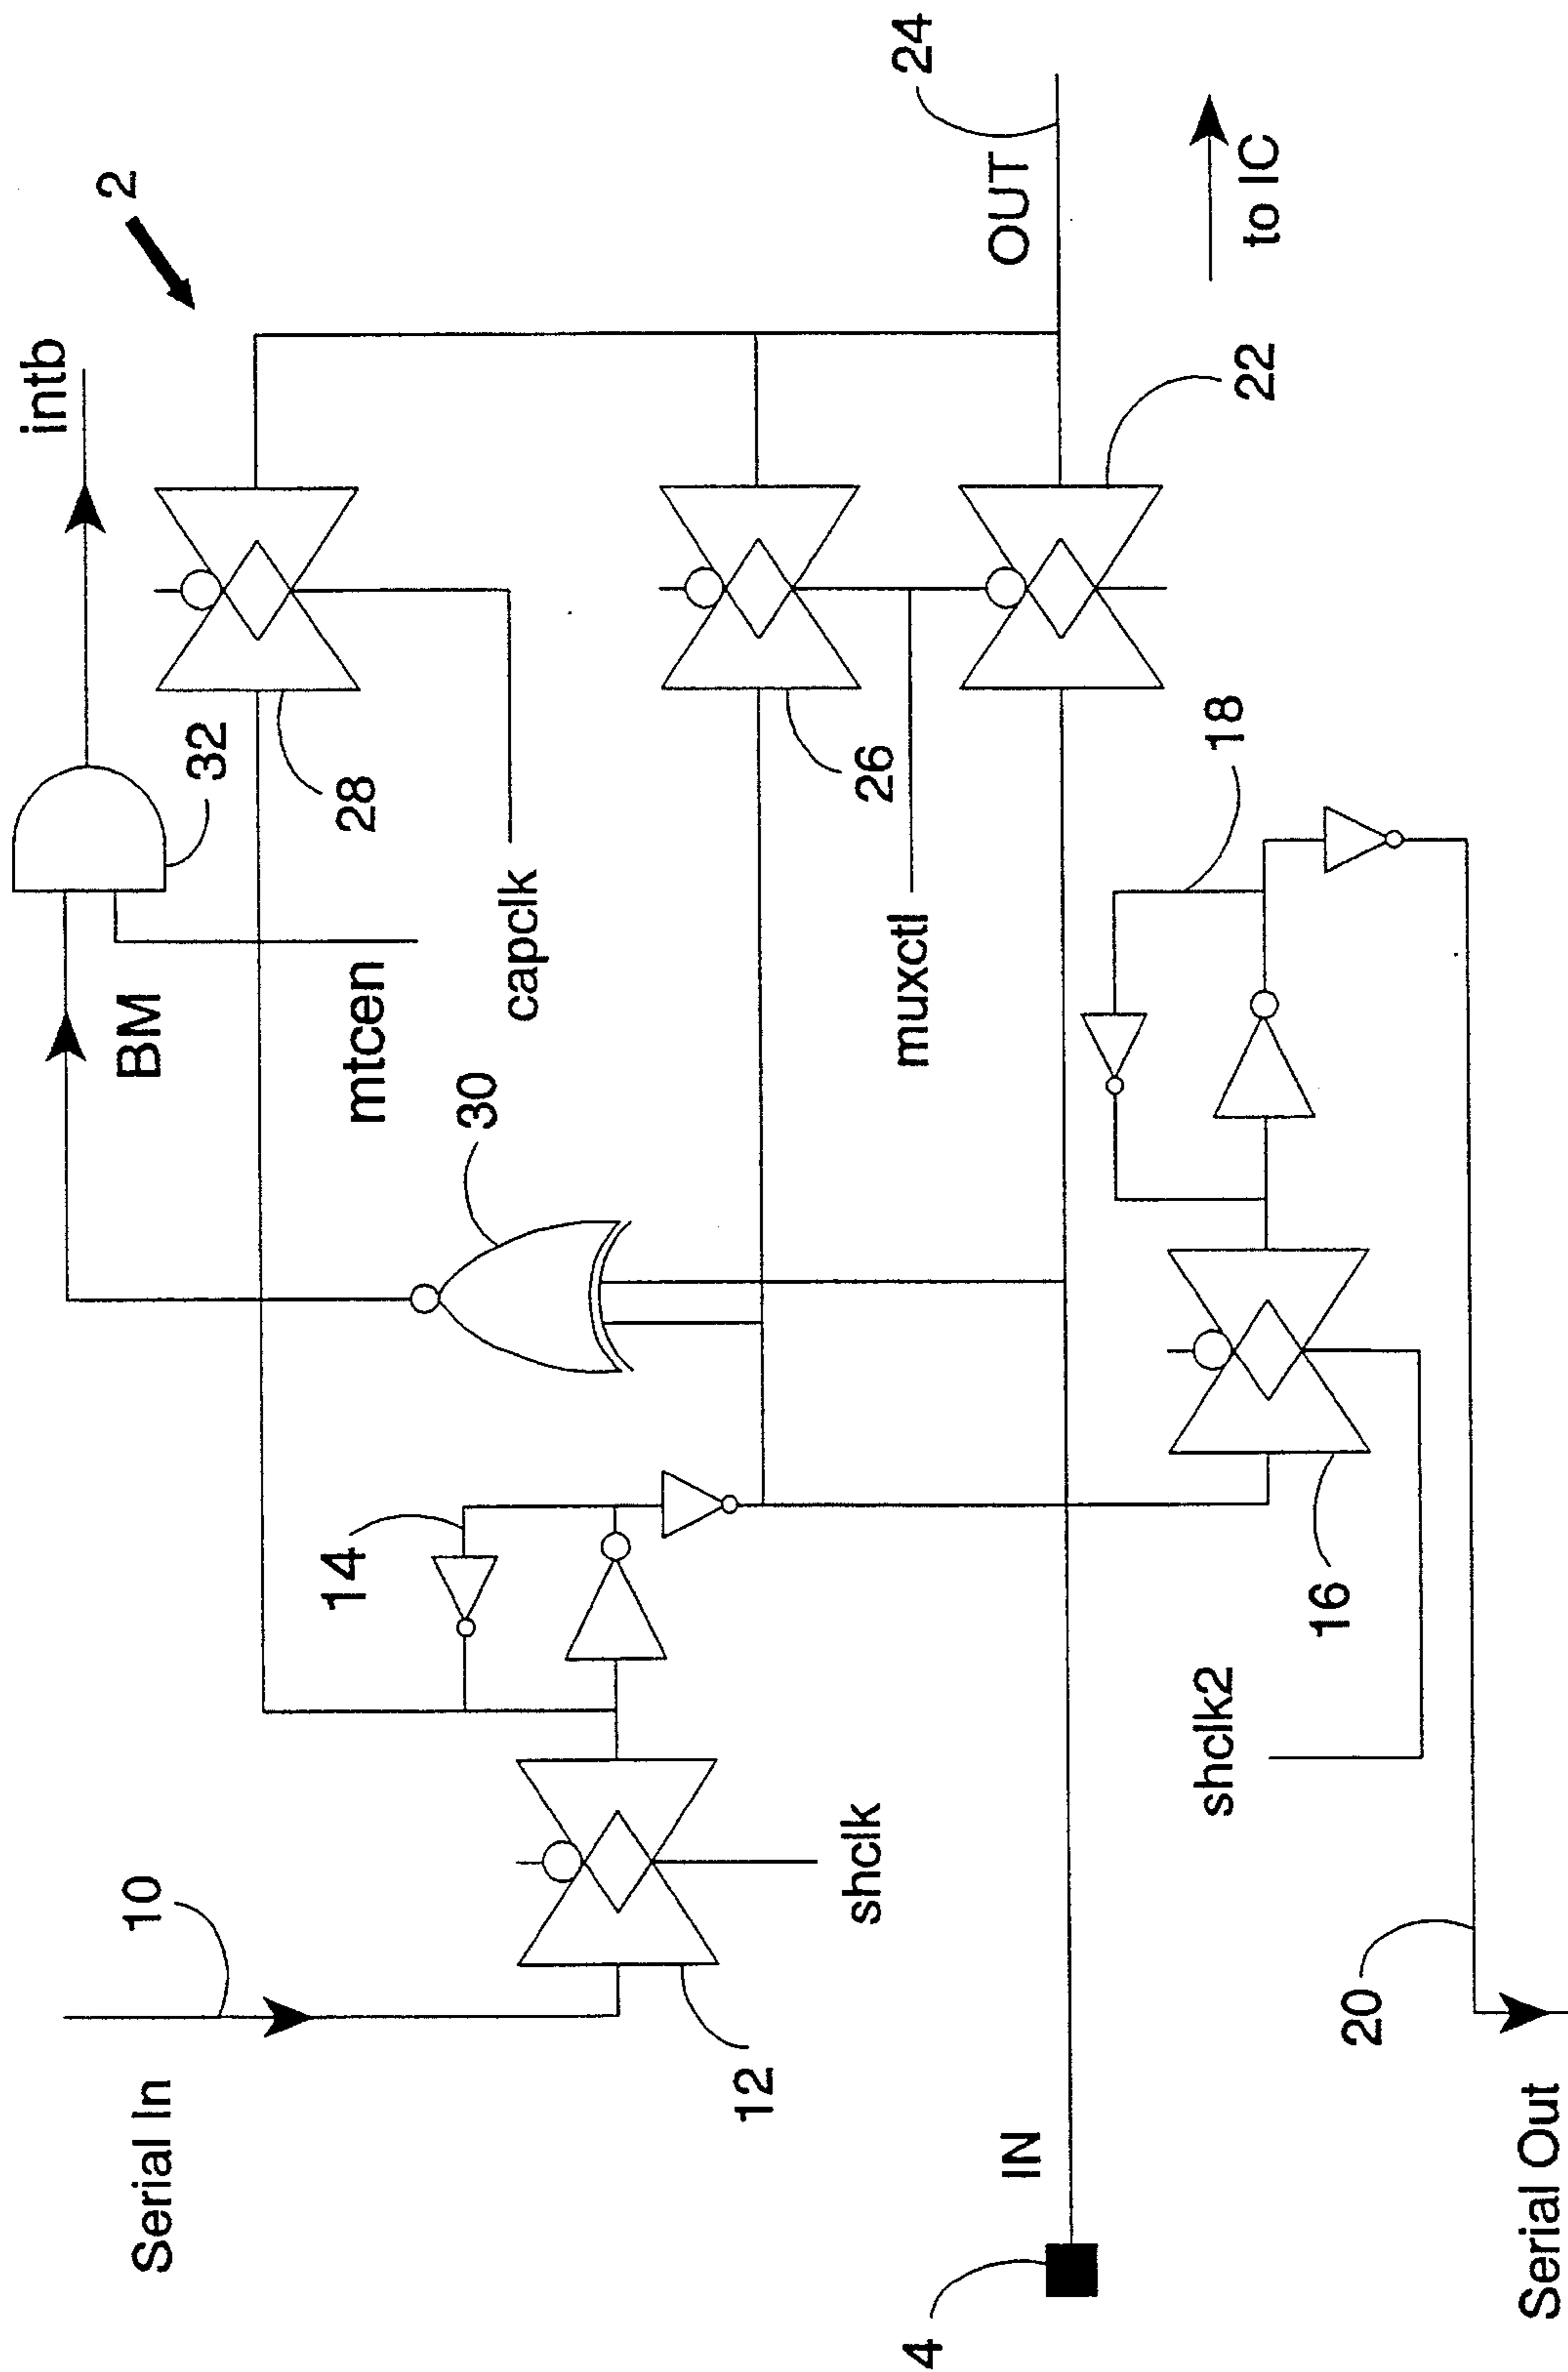 2
intb
32
BM
mtcen
28
capclk
30
14
10
Serial In
12
shclk
26
muxctl
OUT
24
to IC
22
18
16
shclk2
IN
4
20
Serial Out